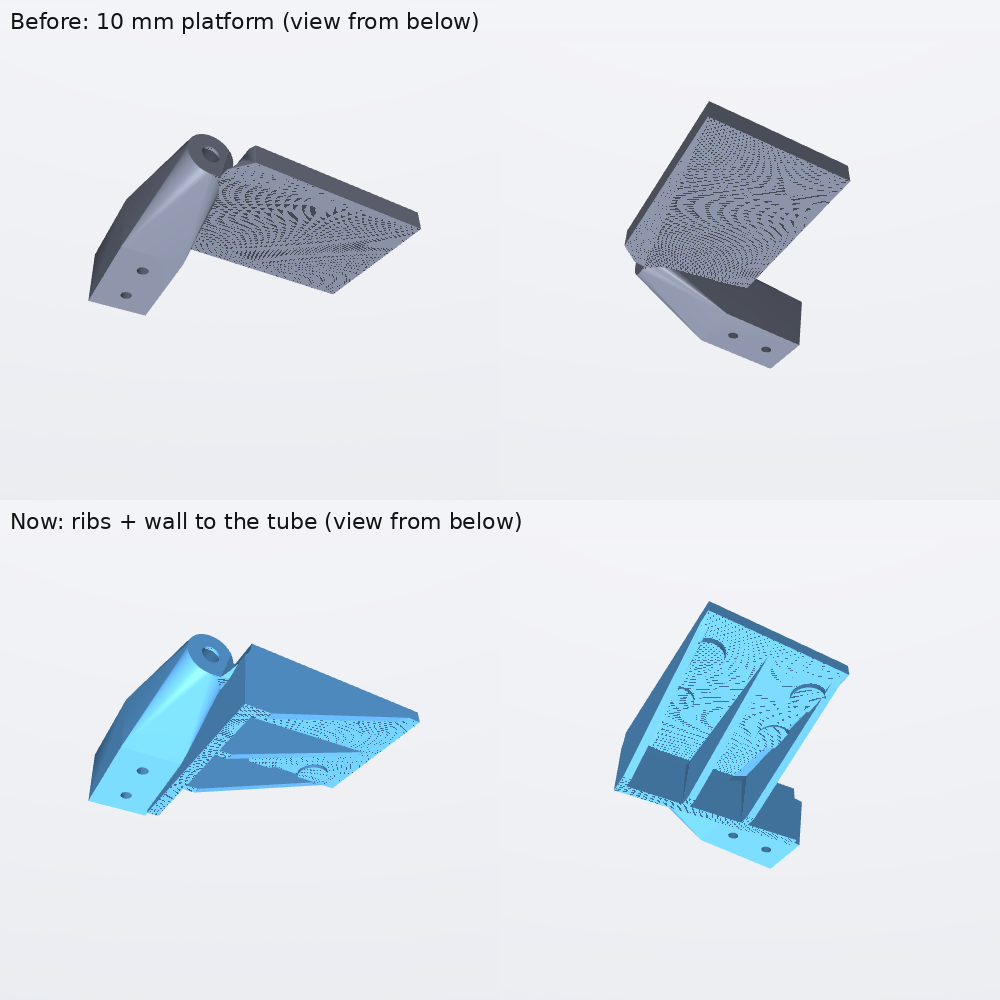 Before: 10 mm platform (view from below)
Now: ribs + wall to the tube (view from below)